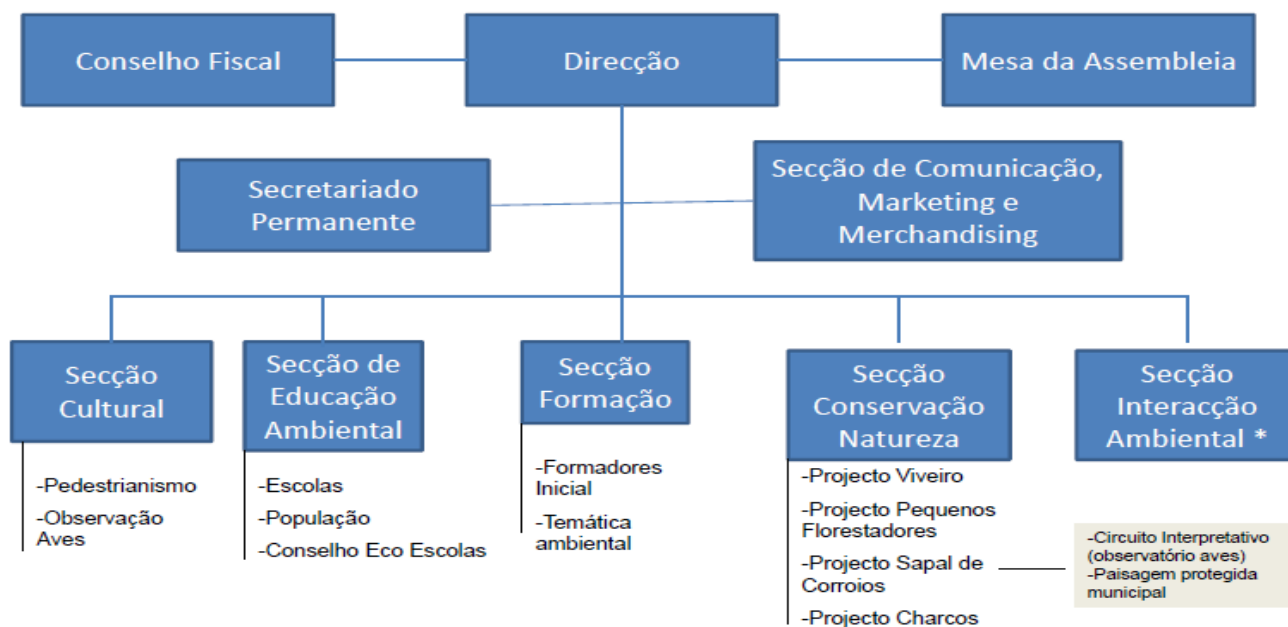 Conselho Fiscal
Direcção
Mesa da Assembleia
Secretariado
Permanente
Secção de Comunicação,
Marketing e
Merchandising
Secção
Cultural
-Pedestrianismo
-Observação
Aves
Secção de
Educação
Ambiental
-Escolas
-População
-Conselho Eco Escolas
Secção
Formação
-Formadores
Inicial
-Temática
ambiental
Secção
Conservação
Natureza
-Projecto Viveiro
-Projecto Pequenos
Florestadores
-Projecto Sapal de
Corroios
-Projecto Charcos
-Circuito Interpretativo
(observatório aves)
-Paisagem protegida
municipal
Secção
Interacção
Ambiental *